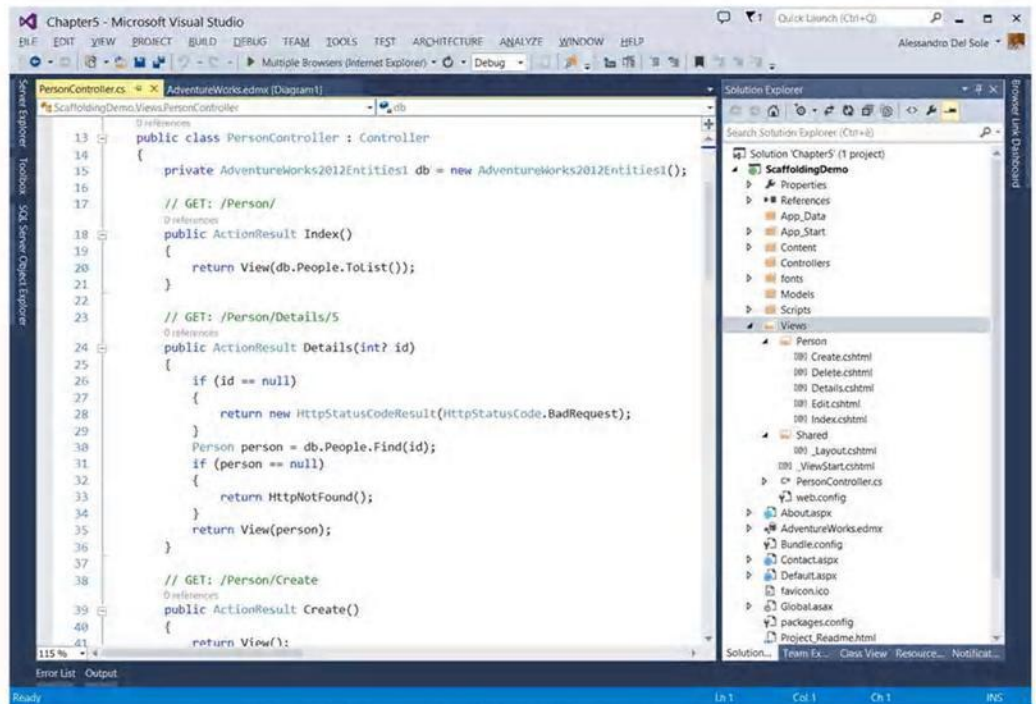 Chapter5 - Microsoft Visual Studio
1
Quick Launch (Ctrl+Q)
FILE EDIT VIEW PROJECT BUILD DEBUG TEAM TOOLS TEST ARCHITECTURE ANALYZE WINDOW HELP
Alessandro Del Sole
Multiple Browsers (Internet Explorer)
Debug
Server Explorer
Toolbox
SQL Server Object Explorer
PersonController.cs
AdventureWorks.edmx [Diagram1]
ScaffoldingDemo.Views.PersonController
db
0 references
13 public class PersonController : Controller
14 {
15 private AdventureWorks2012Entities1 db = new AdventureWorks2012Entities1();
16
17 // GET: /Person/
0 references
18 public ActionResult Index()
19 {
20 return View(db.People.ToList());
21 }
22
23 // GET: /Person/Details/5
0 references
24 public ActionResult Details(int? id)
25 {
26 if (id == null)
27 {
28 return new HttpStatusCodeResult(HttpStatusCode.BadRequest);
29 }
30 Person person = db.People.Find(id);
31 if (person == null)
32 {
33 return HttpNotFound();
34 }
35 return View(person);
36 }
37
38 // GET: /Person/Create
0 references
39 public ActionResult Create()
40 {
41 return View();
115 %
Solution Explorer
Search Solution Explorer (Ctrl+è)
Solution 'Chapter5' (1 project)
ScaffoldingDemo
Properties
References
App_Data
App_Start
Content
Controllers
fonts
Models
Scripts
Views
Person
Create.cshtml
Delete.cshtml
Details.cshtml
Edit.cshtml
Index.cshtml
Shared
_Layout.cshtml
_ViewStart.cshtml
C# PersonController.cs
web.config
About.aspx
AdventureWorks.edmx
Bundle.config
Contact.aspx
Default.aspx
favicon.ico
Global.asax
packages.config
Project_Readme.html
Solution... Team Ex... Class View Resource... Notificat...
Browser Link Dashboard
Error List Output
Ready
Ln 1 Col 1 Ch 1 INS